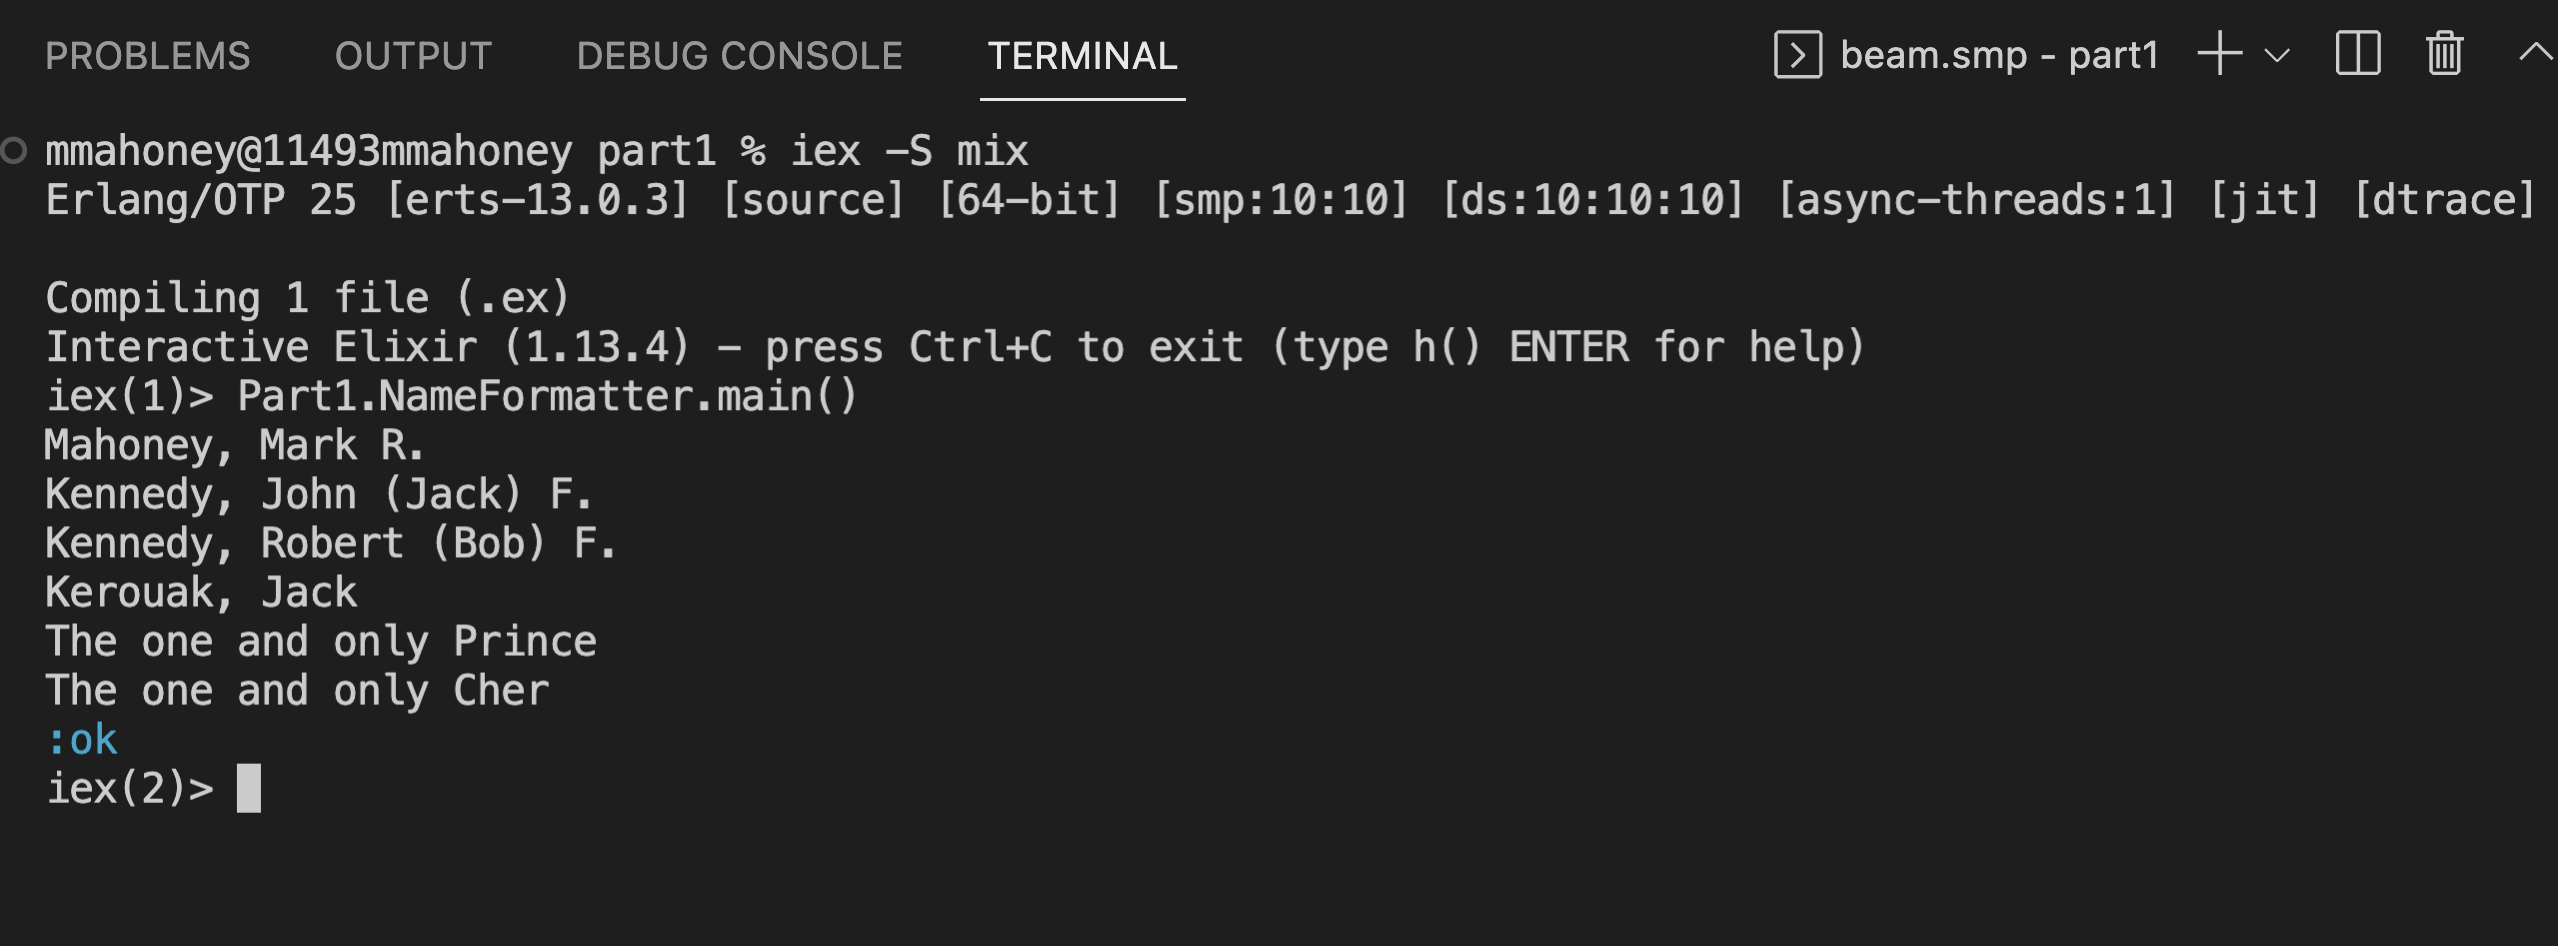 PROBLEMS OUTPUT DEBUG CONSOLE TERMINAL beam.smp - part1
mmahoney@11493mmahoney part1 % iex -S mix
Erlang/OTP 25 [erts-13.0.3] [source] [64-bit] [smp:10:10] [ds:10:10:10] [async-threads:1] [jit] [dtrace]
Compiling 1 file (.ex)
Interactive Elixir (1.13.4) - press Ctrl+C to exit (type h() ENTER for help)
iex(1)> Part1.NameFormatter.main()
Mahoney, Mark R.
Kennedy, John (Jack) F.
Kennedy, Robert (Bob) F.
Kerouak, Jack
The one and only Prince
The one and only Cher
:ok
iex(2)>